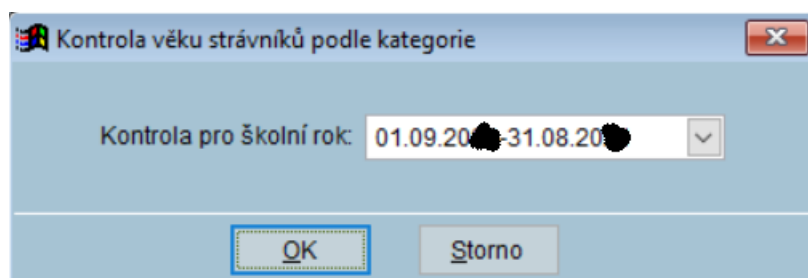 Kontrola věku strávníků podle kategorie
Kontrola pro školní rok: 01.09.20 -31.08.20
OK Storno